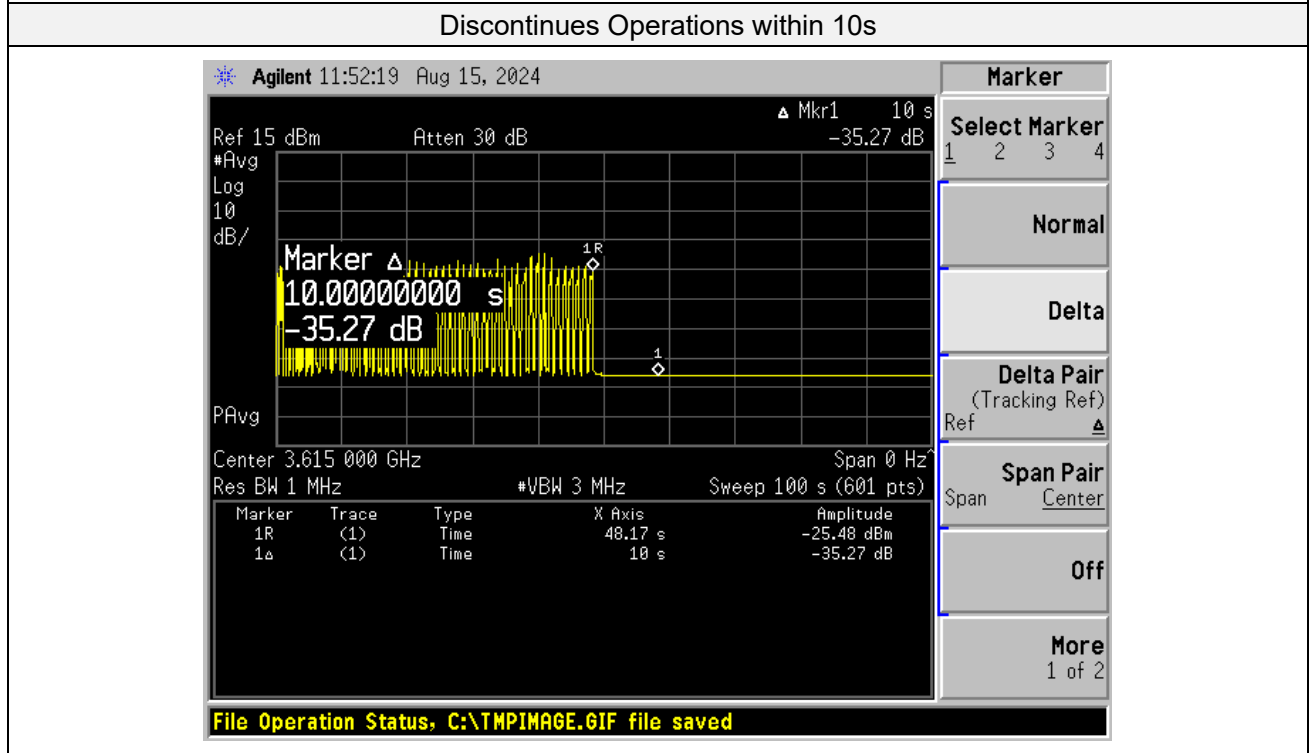 Discontinues Operations within 10s
Agilent 11:52:19 Aug 15, 2024
Marker
Δ Mkr1 10 s
Ref 15 dBm Atten 30 dB -35.27 dB
#Avg
Log
10
dB/
1R
Marker Δ
10.00000000 s
-35.27 dB
1
PAvg
Center 3.615 000 GHz Span 0 Hz^
Res BW 1 MHz #VBW 3 MHz Sweep 100 s (601 pts)
Marker Trace Type X Axis Amplitude
1R (1) Time 48.17 s -25.48 dBm
1Δ (1) Time 10 s -35.27 dB
Select Marker
1 2 3 4
Normal
Delta
Delta Pair
(Tracking Ref)
Ref Δ
Span Pair
Span Center
Off
More
1 of 2
File Operation Status, C:\TMPIMAGE.GIF file saved